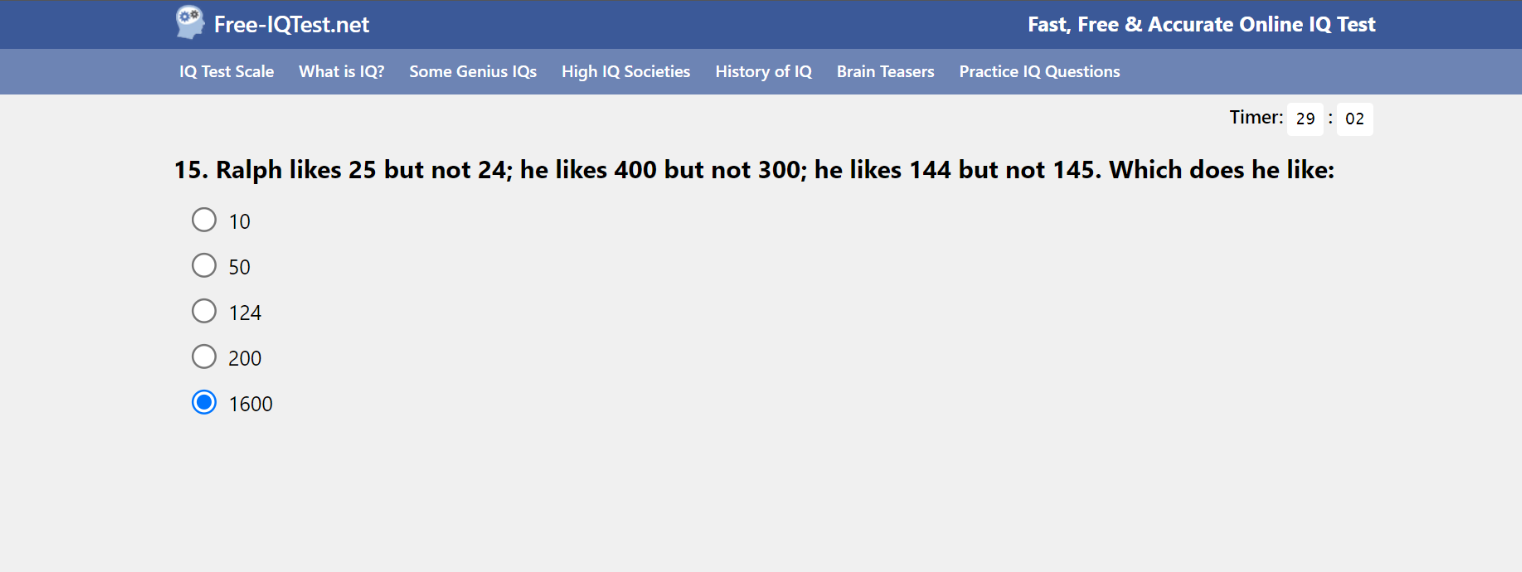 Free-IQTest.net
Fast, Free & Accurate Online IQ Test
IQ Test Scale What is IQ? Some Genius IQs High IQ Societies History of IQ Brain Teasers Practice IQ Questions
Timer: 29 : 02
15. Ralph likes 25 but not 24; he likes 400 but not 300; he likes 144 but not 145. Which does he like:
10
50
124
200
1600